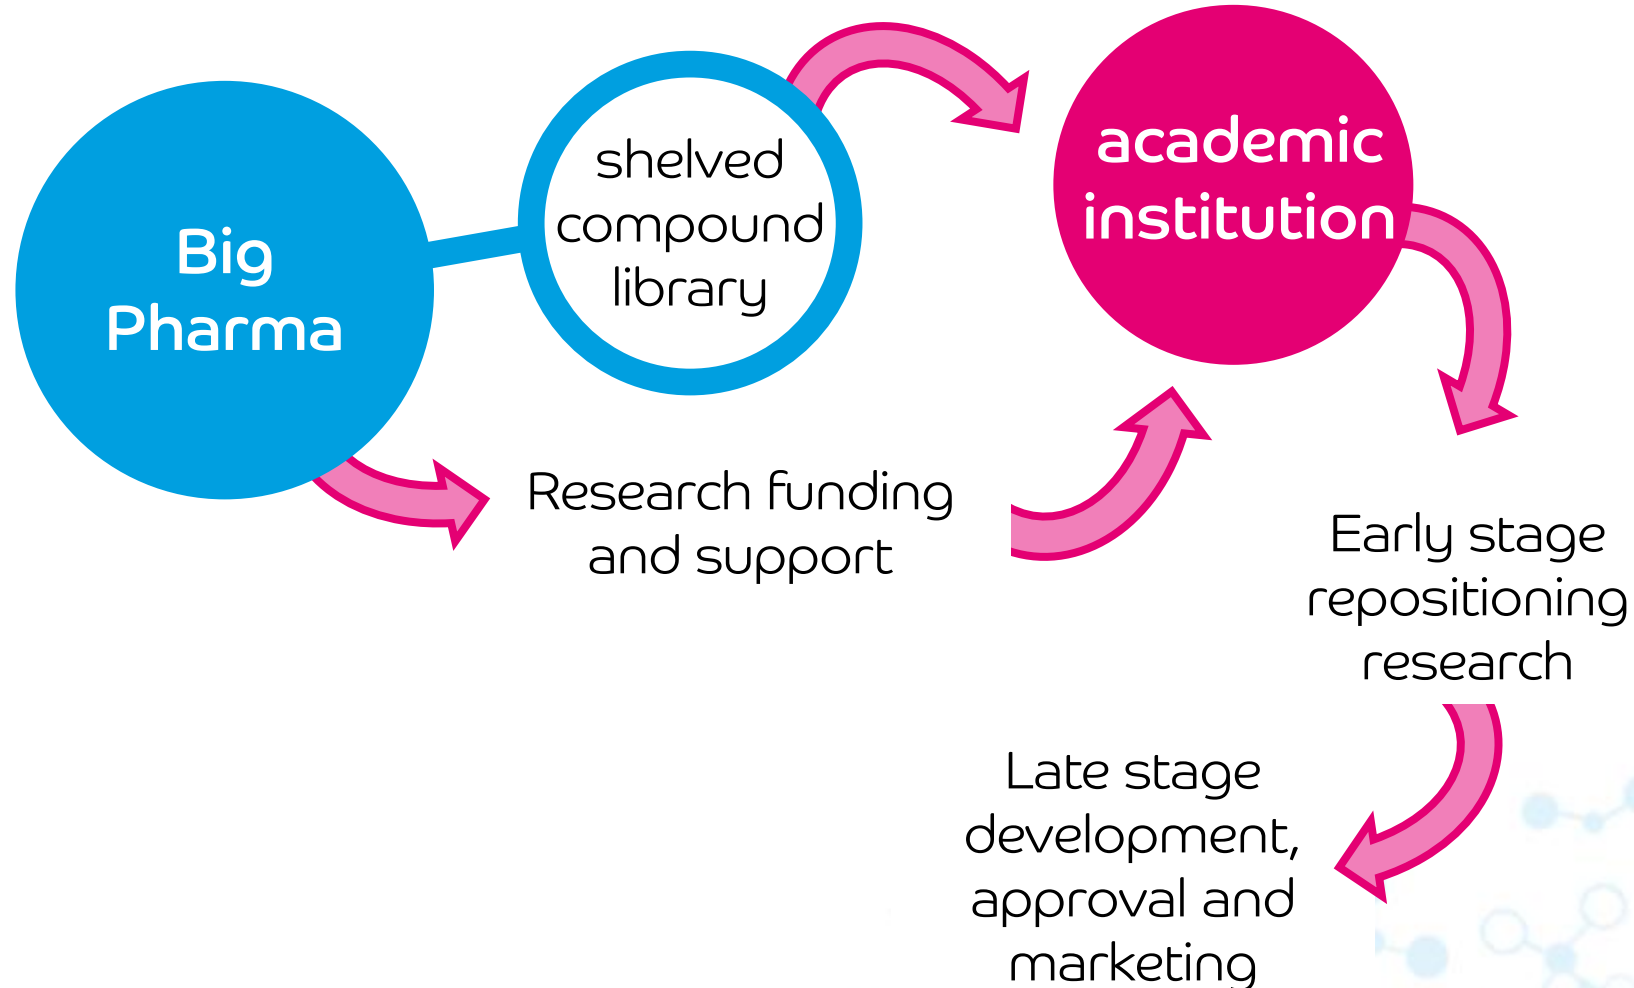 Big
Pharma
shelved
compound
library
academic
institution
Research funding
and support
Early stage
repositioning
research
Late stage
development,
approval and
marketing